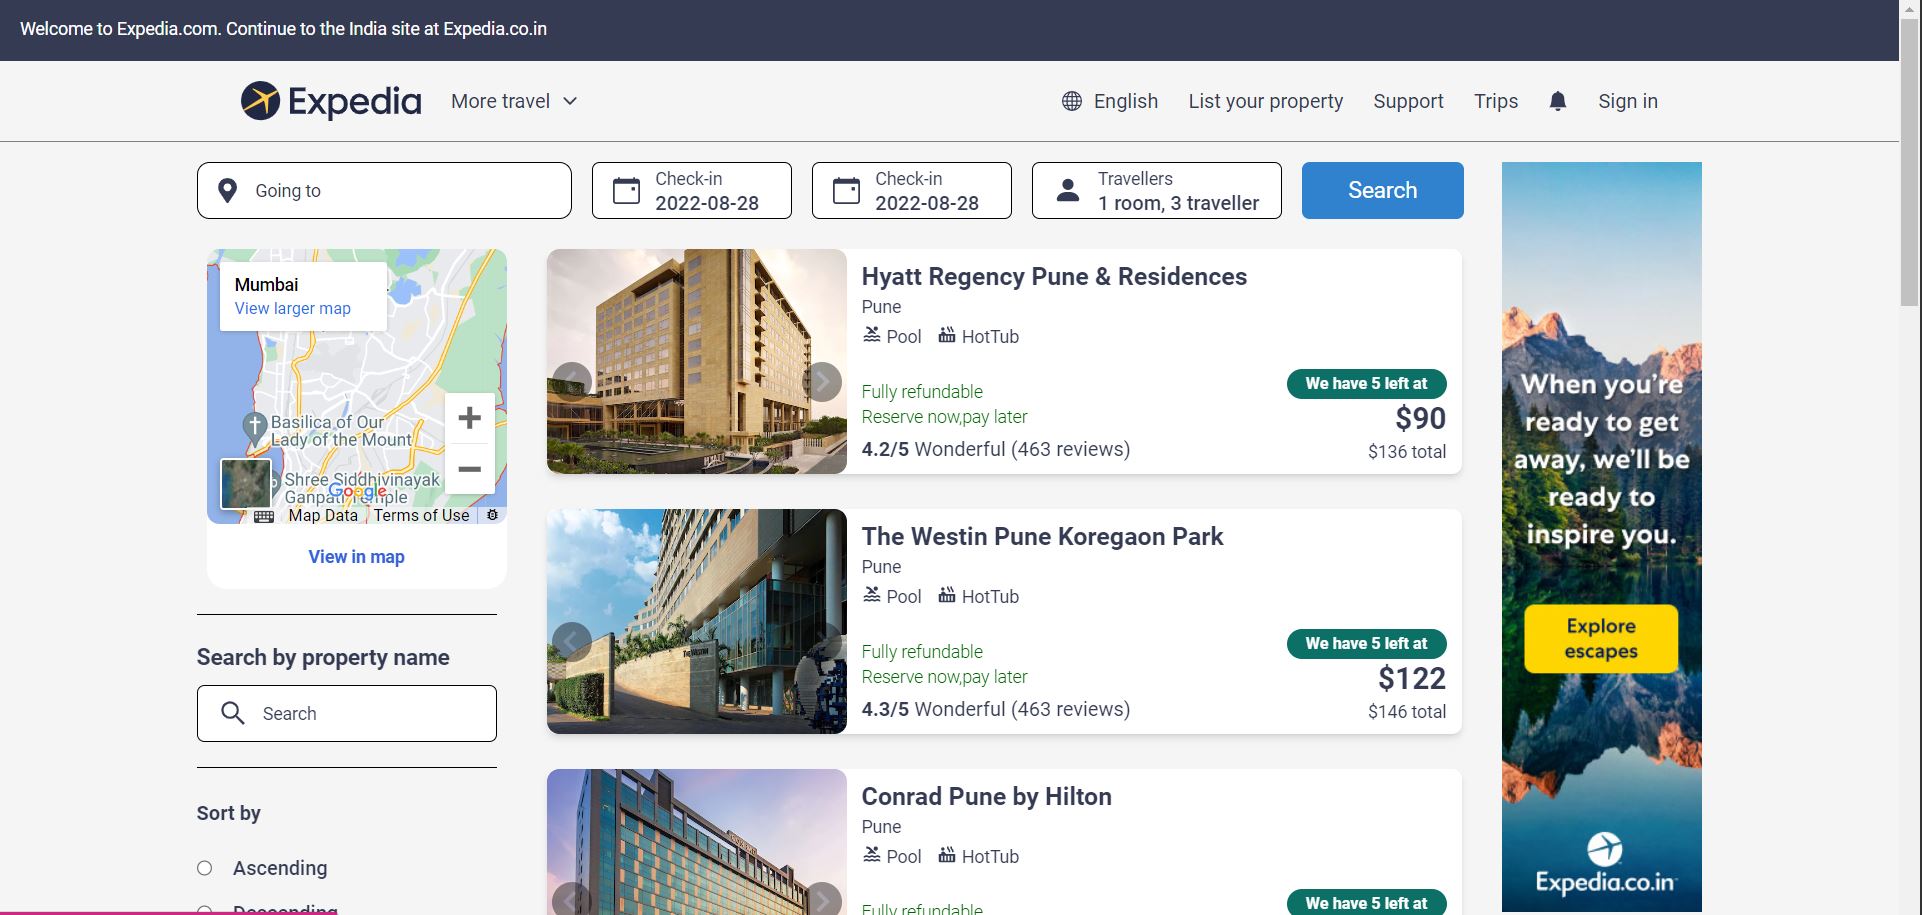 Welcome to Expedia.com. Continue to the India site at Expedia.co.in
Expedia
More travel
English
List your property
Support
Trips
Sign in
Going to
Check-in
2022-08-28
Check-in
2022-08-28
Travellers
1 room, 3 traveller
Search
Mumbai
View larger map
Basilica of Our
Lady of the Mount
Shree Siddhivinayak
Ganpati Temple
Google
Map Data
Terms of Use
View in map
Search by property name
Search
Sort by
Ascending
Descending
Hyatt Regency Pune & Residences
Pune
Pool
HotTub
Fully refundable
Reserve now,pay later
4.2/5 Wonderful (463 reviews)
We have 5 left at
$90
$136 total
THE WESTIN
The Westin Pune Koregaon Park
Pune
Pool
HotTub
Fully refundable
Reserve now,pay later
4.3/5 Wonderful (463 reviews)
We have 5 left at
$122
$146 total
Conrad Pune by Hilton
Pune
Pool
HotTub
Fully refundable
We have 5 left at
When you're
ready to get
away, we'll be
ready to
inspire you.
Explore
escapes
Expedia.co.in